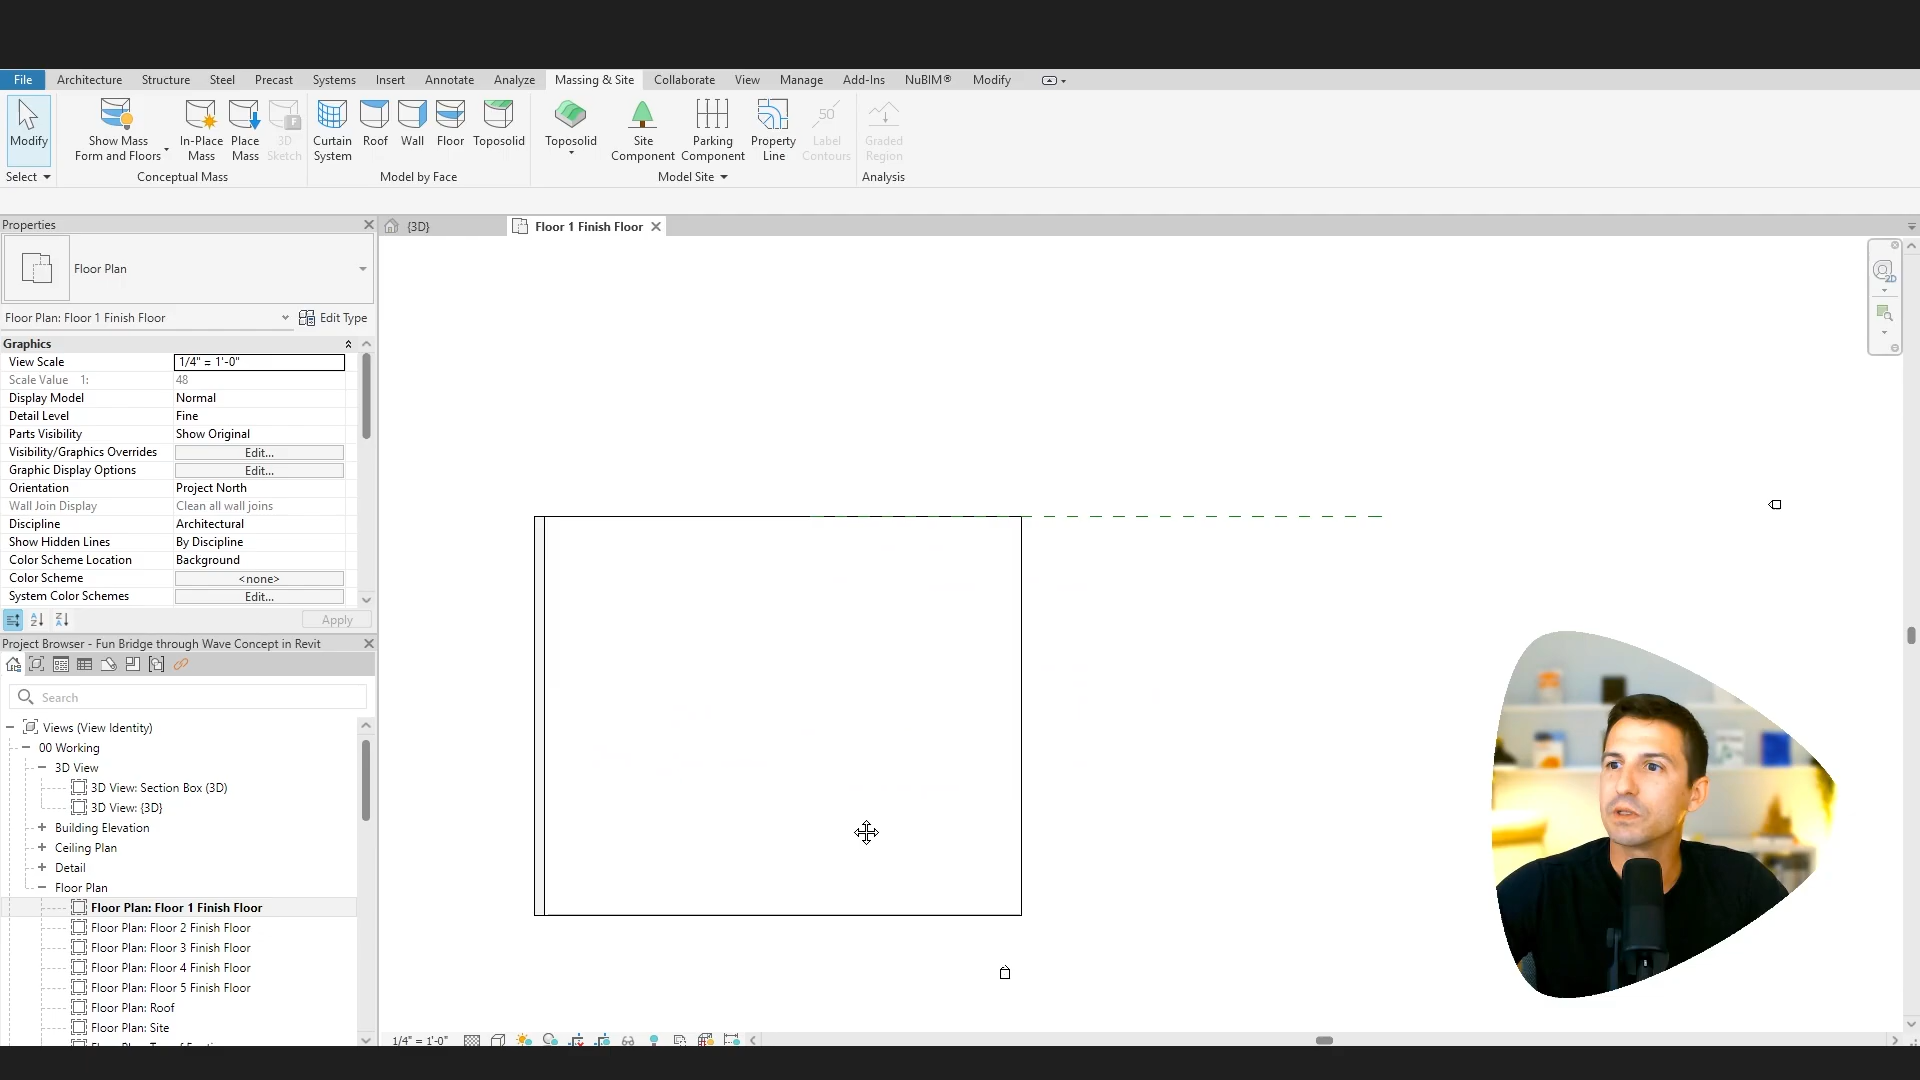 File Architecture Structure Steel Precast Systems Insert Annotate Analyze Massing & Site Collaborate View Manage Add-Ins NuBIM® Modify
Modify
Show Mass
Form and Floors
In-Place
Mass
Place
Mass
3D
Sketch
Curtain
System
Roof
Wall
Floor
Toposolid
Toposolid
Site
Component
Parking
Component
Property
Line
Label
Contours
Graded
Region
Select
Conceptual Mass
Model by Face
Model Site
Analysis
Properties
{3D}
Floor 1 Finish Floor
Floor Plan
Floor Plan: Floor 1 Finish Floor
Edit Type
Graphics
View Scale 1/4" = 1'-0"
Scale Value 1: 48
Display Model Normal
Detail Level Fine
Parts Visibility Show Original
Visibility/Graphics Overrides Edit...
Graphic Display Options Edit...
Orientation Project North
Wall Join Display Clean all wall joins
Discipline Architectural
Show Hidden Lines By Discipline
Color Scheme Location Background
Color Scheme <none>
System Color Schemes Edit...
Apply
Project Browser - Fun Bridge through Wave Concept in Revit
Search
Views (View Identity)
00 Working
3D View
3D View: Section Box (3D)
3D View: {3D}
Building Elevation
Ceiling Plan
Detail
Floor Plan
Floor Plan: Floor 1 Finish Floor
Floor Plan: Floor 2 Finish Floor
Floor Plan: Floor 3 Finish Floor
Floor Plan: Floor 4 Finish Floor
Floor Plan: Floor 5 Finish Floor
Floor Plan: Roof
Floor Plan: Site
1/4" = 1'-0"